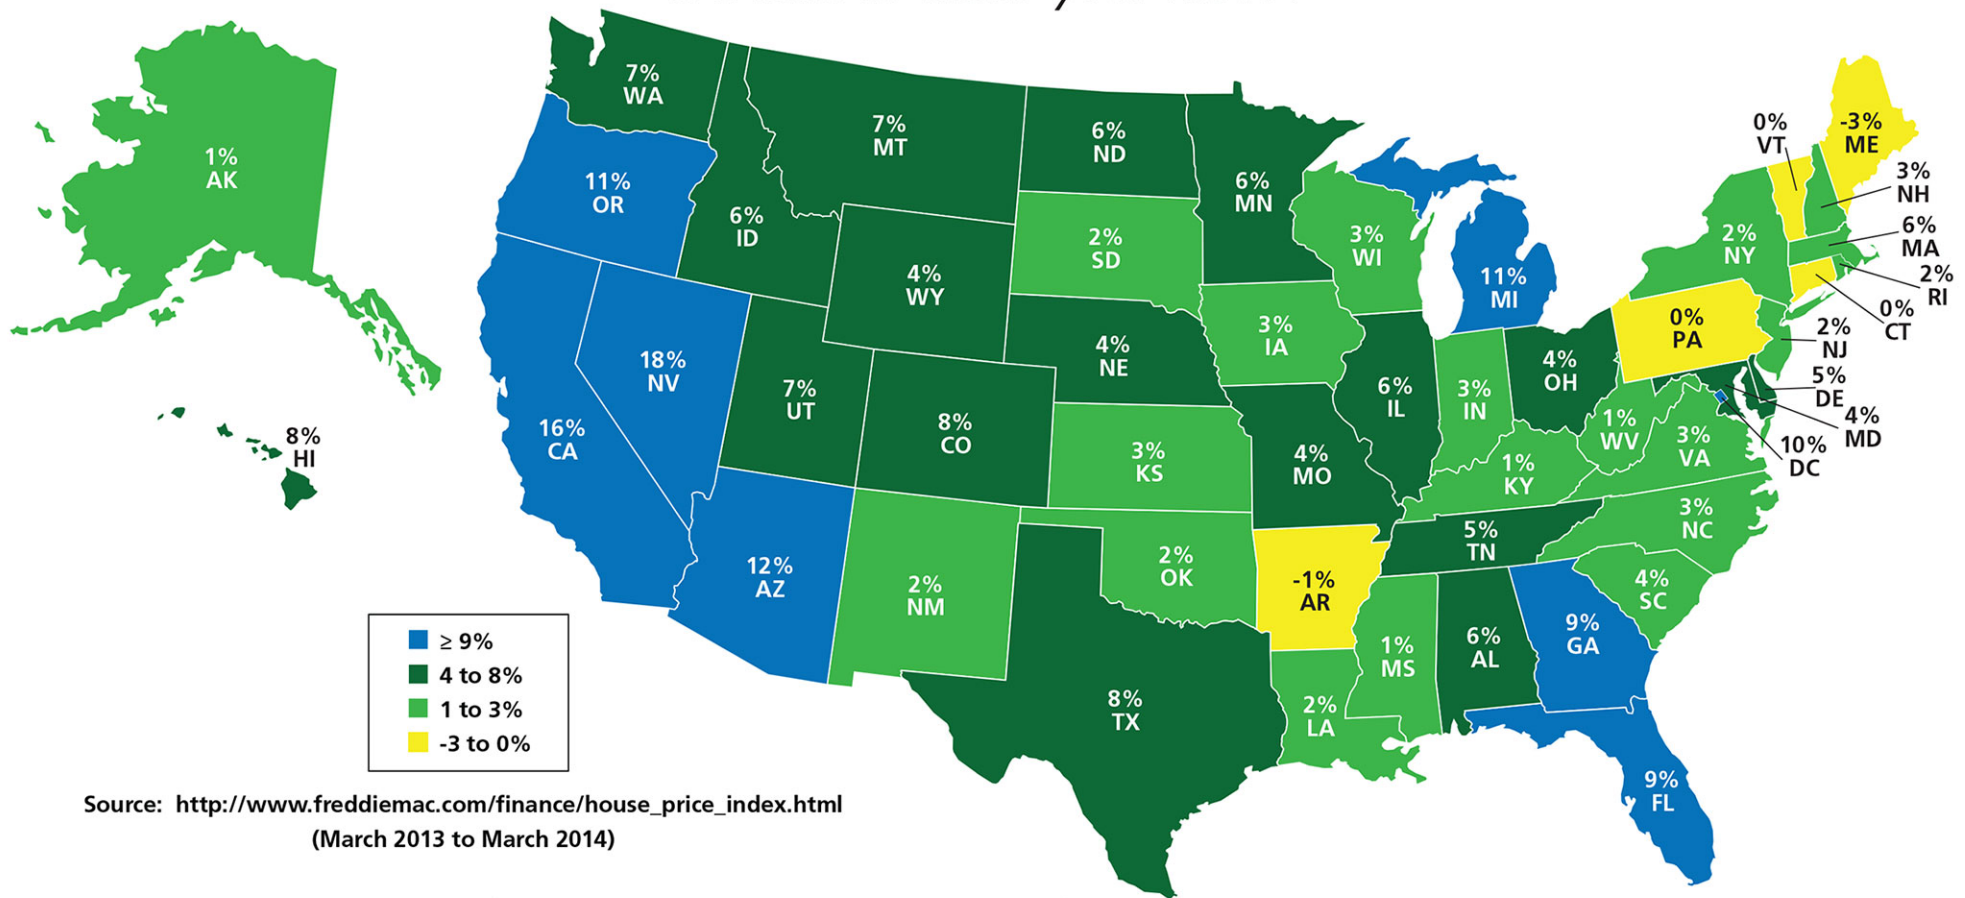 7%
WA
7%
MT
6%
ND
6%
MN
0%
VT
-3%
ME
3%
NH
1%
AK
11%
OR
6%
ID
2%
SD
3%
WI
11%
MI
2%
NY
6%
MA
2%
RI
0%
CT
4%
WY
3%
IA
0%
PA
2%
NJ
18%
NV
7%
UT
4%
NE
6%
IL
3%
IN
4%
OH
5%
DE
4%
MD
10%
DC
8%
HI
16%
CA
8%
CO
3%
KS
4%
MO
1%
KY
1%
WV
3%
VA
12%
AZ
2%
NM
2%
OK
-1%
AR
5%
TN
3%
NC
4%
SC
8%
TX
2%
LA
1%
MS
6%
AL
9%
GA
9%
FL
≥ 9%
4 to 8%
1 to 3%
-3 to 0%
Source: http://www.freddiemac.com/finance/house_price_index.html
(March 2013 to March 2014)